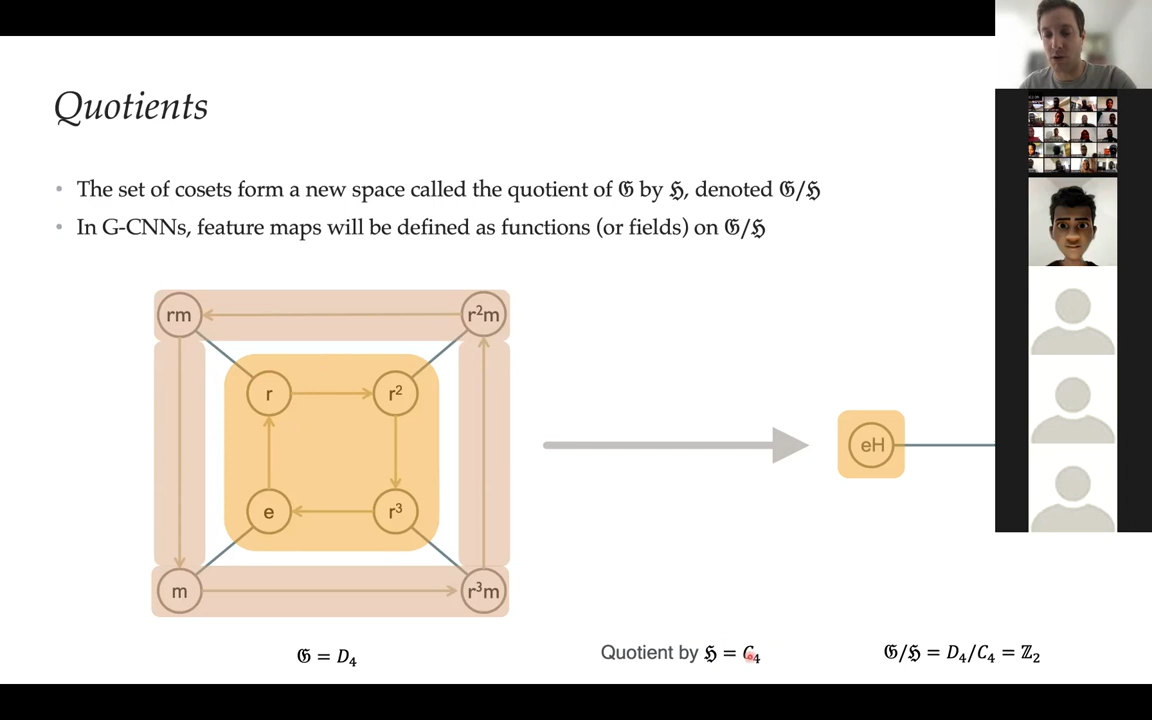 Quotients
• The set of cosets form a new space called the quotient of 𝔊 by ℌ, denoted 𝔊/ℌ
• In G-CNNs, feature maps will be defined as functions (or fields) on 𝔊/ℌ
rm r²m
r r²
eH
e r³
m r³m
𝔊 = D₄ Quotient by ℌ = C₄ 𝔊/ℌ = D₄/C₄ = ℤ₂